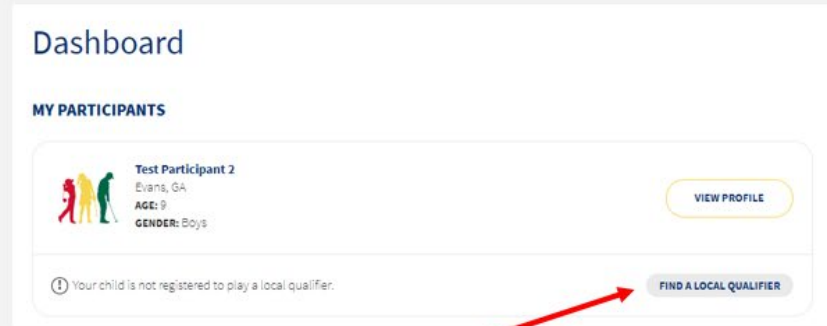 Dashboard
MY PARTICIPANTS
Test Participant 2
Evans, GA
AGE: 9
GENDER: Boys
VIEW PROFILE
Your child is not registered to play a local qualifier.
FIND A LOCAL QUALIFIER